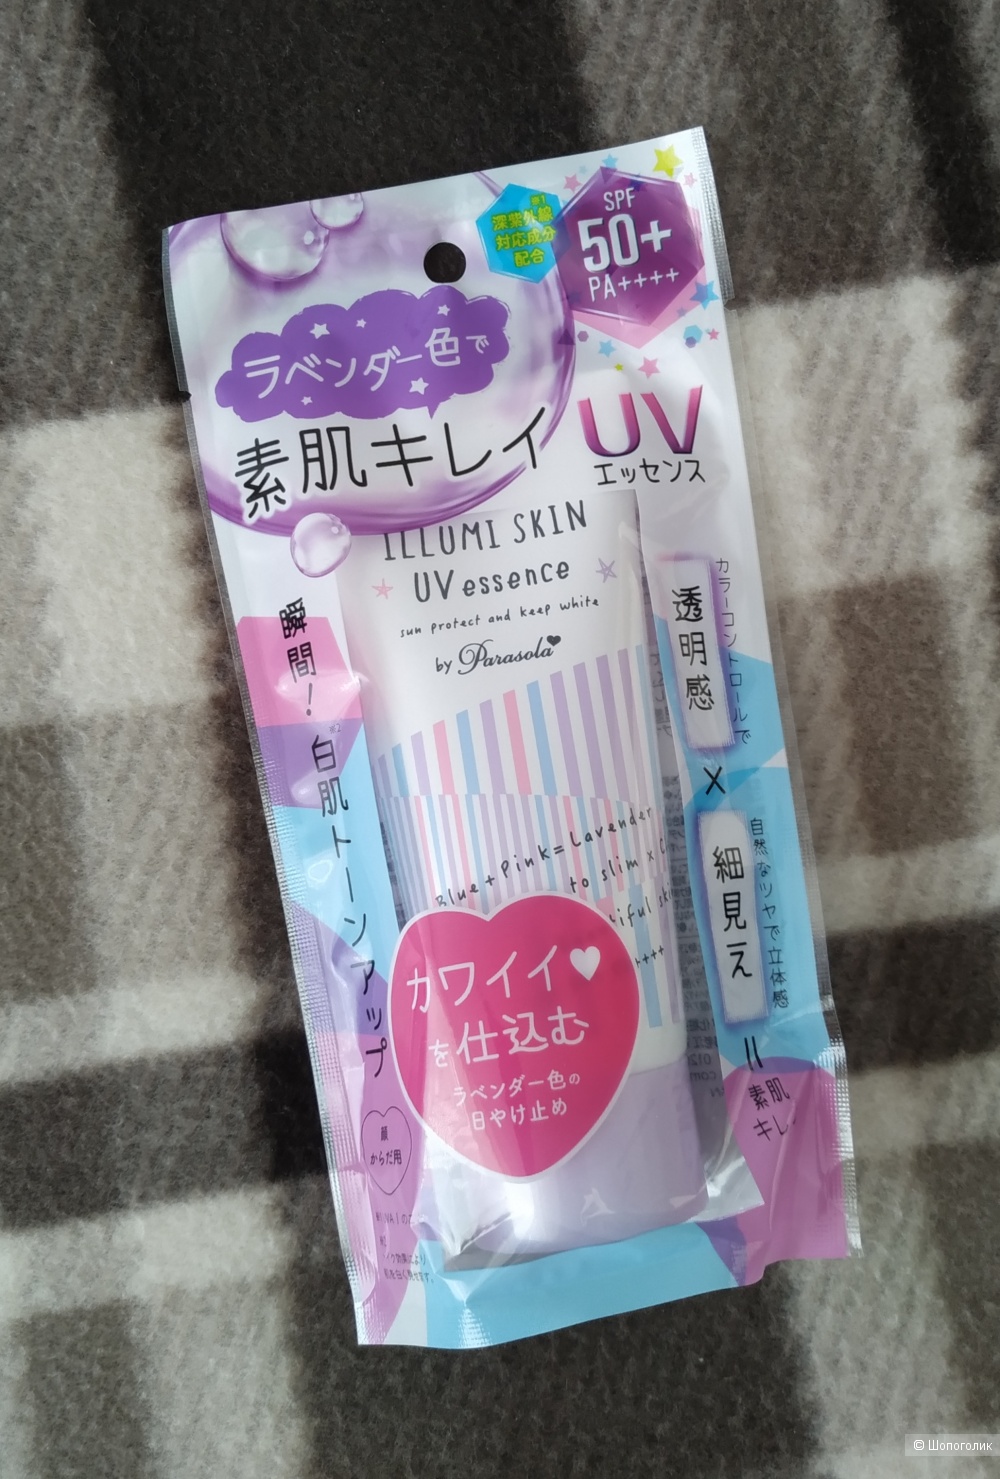 ※1
深紫外線
対応成分
配合
SPF
50+
PA++++
ラベンダー色で
素肌キレイ
UV
エッセンス
ILLUMI SKIN
UV essence
sun protect and keep white
by Parasola
瞬間!
※2
白肌トーンアップ
カラーコントロールで
透明感
×
自然なツヤで立体感
細見え
=
素肌
キレ
Blue + Pink = Lavender
to slim x
++++
カワイイ
を仕込む
ラベンダー色の
日やけ止め
顔
からだ用
© Шопоголик